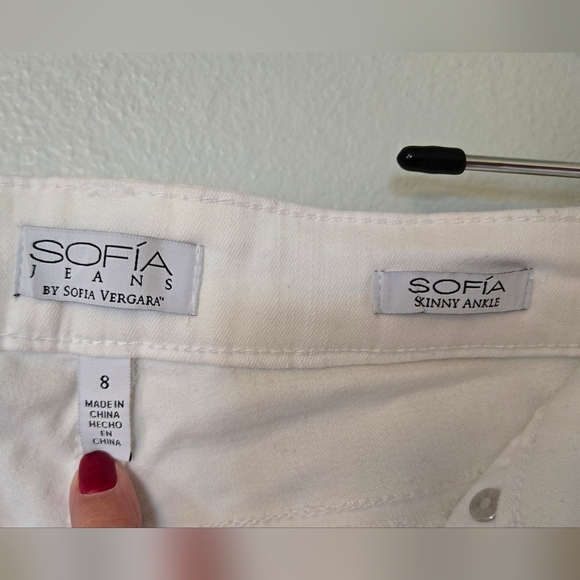 SOFÍA
JEANS
BY SOFIA VERGARA™
SOFÍA
SKINNY ANKLE
8
MADE IN
CHINA
HECHO
EN
CHINA